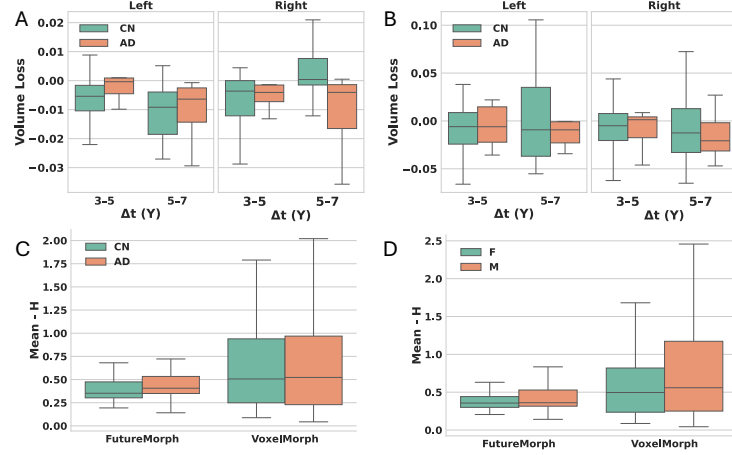 A
Left
Right
CN
AD
Volume Loss
0.02
0.01
0.00
−0.01
−0.02
−0.03
3–5
5–7
3–5
5–7
Δt (Y)
Δt (Y)
B
Left
Right
CN
AD
Volume Loss
0.10
0.05
0.00
−0.05
3–5
5–7
3–5
5–7
Δt (Y)
Δt (Y)
C
CN
AD
Mean - H
2.00
1.75
1.50
1.25
1.00
0.75
0.50
0.25
0.00
FutureMorph
VoxelMorph
D
F
M
Mean - H
2.5
2.0
1.5
1.0
0.5
0.0
FutureMorph
VoxelMorph